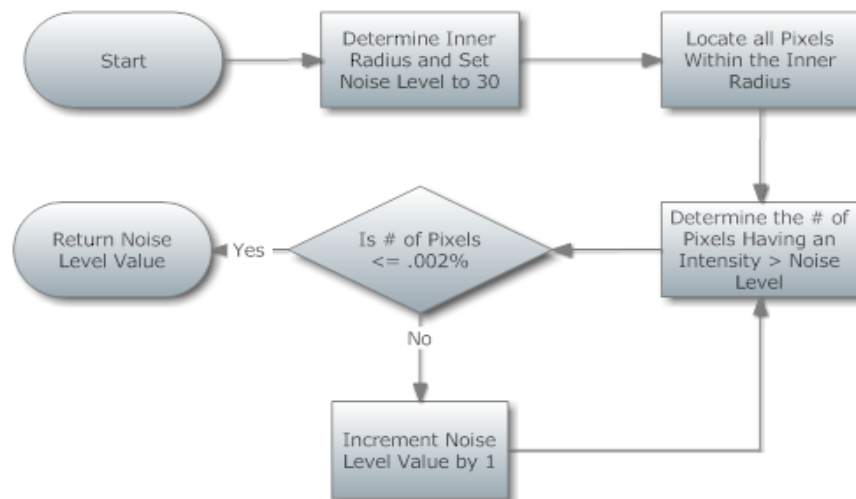 Start
Determine Inner
Radius and Set
Noise Level to 30
Locate all Pixels
Within the Inner
Radius
Determine the # of
Pixels Having an
Intensity > Noise
Level
Is # of Pixels
<= .002%
Yes
Return Noise
Level Value
No
Increment Noise
Level Value by 1